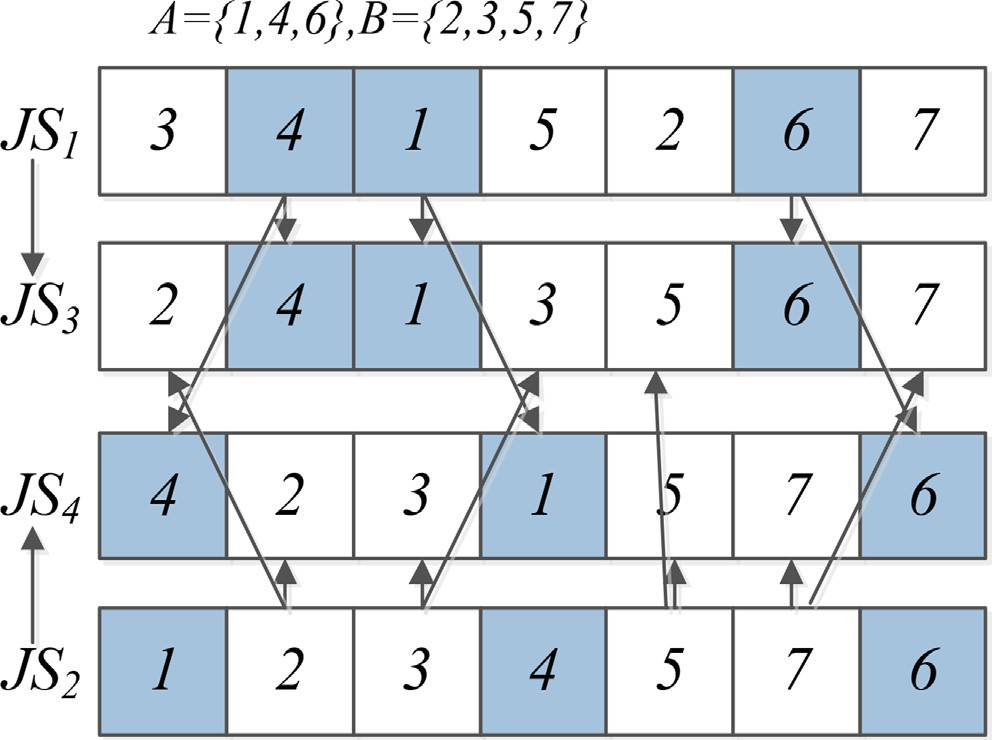 A={1,4,6},B={2,3,5,7}
JS1 3 4 1 5 2 6 7
JS3 2 4 1 3 5 6 7
JS4 4 2 3 1 5 7 6
JS2 1 2 3 4 5 7 6